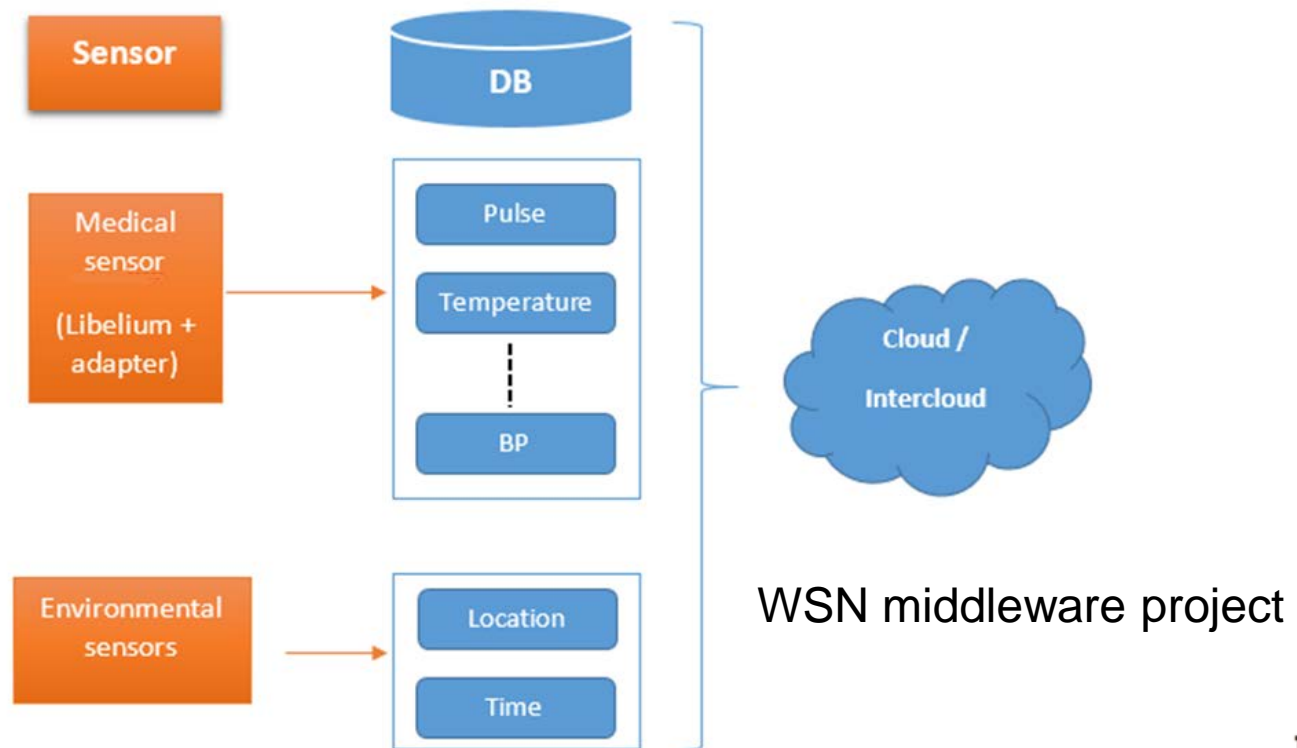 Sensor
DB
Medical
sensor
(Libelium +
adapter)
Pulse
Temperature
BP
Cloud /
Intercloud
Environmental
sensors
Location
Time
WSN middleware project